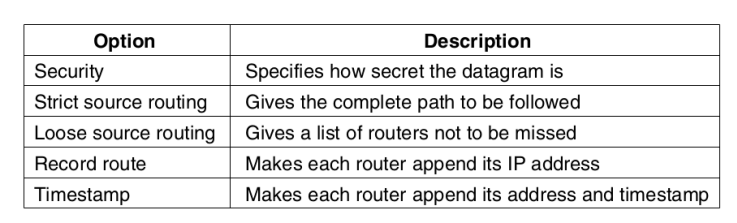 Option Description
Security Specifies how secret the datagram is
Strict source routing Gives the complete path to be followed
Loose source routing Gives a list of routers not to be missed
Record route Makes each router append its IP address
Timestamp Makes each router append its address and timestamp